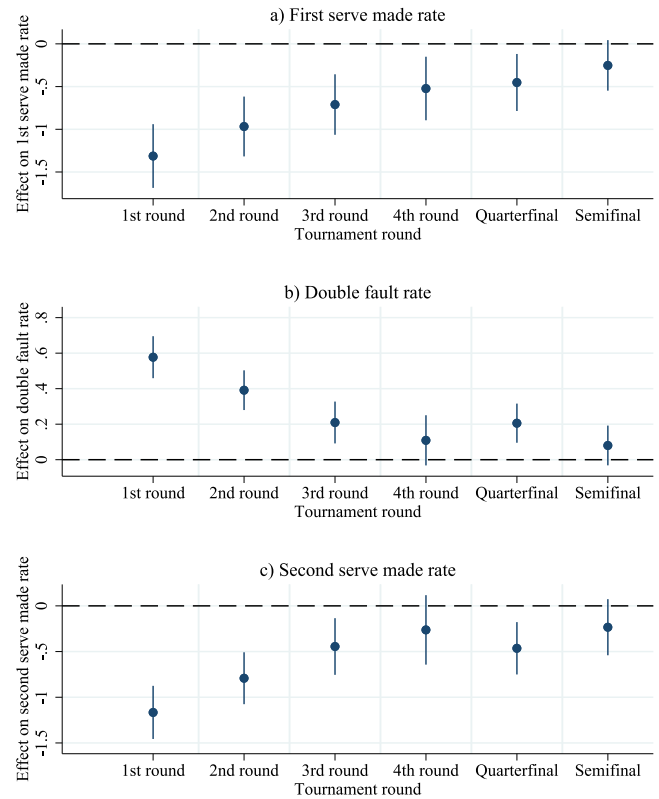 a) First serve made rate
Effect on 1st serve made rate
0
-.5
-1
-1.5
1st round 2nd round 3rd round 4th round Quarterfinal Semifinal
Tournament round
b) Double fault rate
Effect on double fault rate
.8
.6
.4
.2
0
1st round 2nd round 3rd round 4th round Quarterfinal Semifinal
Tournament round
c) Second serve made rate
Effect on second serve made rate
0
-.5
-1
-1.5
1st round 2nd round 3rd round 4th round Quarterfinal Semifinal
Tournament round